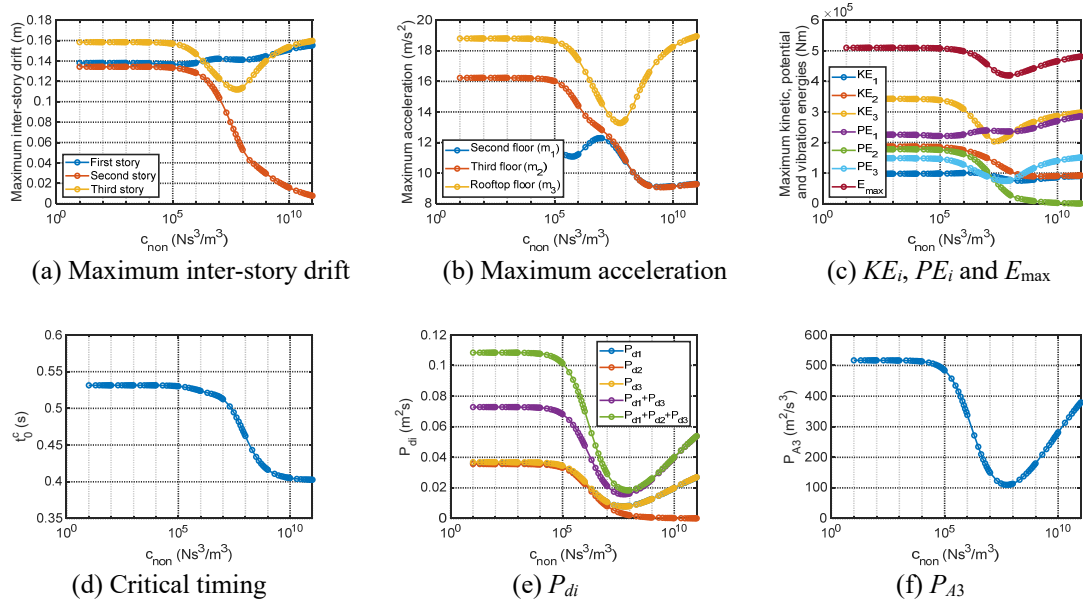 0.18
0.16
0.14
0.12
0.1
0.08
0.06
0.04
0.02
0
Maximum inter-story drift (m)
First story
Second story
Third story
10^0 10^5 10^10
c_non (Ns^3/m^3)
(a) Maximum inter-story drift
20
18
16
14
12
10
8
Maximum acceleration (m/s^2)
Second floor (m_1)
Third floor (m_2)
Rooftop floor (m_3)
10^0 10^5 10^10
c_non (Ns^3/m^3)
(b) Maximum acceleration
×10^5
6
5
4
3
2
1
0
Maximum kinetic, potential
and vibration energies (Nm)
KE_1
KE_2
KE_3
PE_1
PE_2
PE_3
E_max
10^0 10^5 10^10
c_non (Ns^3/m^3)
(c) KE_i, PE_i and E_max
0.6
0.55
0.5
0.45
0.4
0.35
t_0^c (s)
10^0 10^5 10^10
c_non (Ns^3/m^3)
(d) Critical timing
0.12
0.1
0.08
0.06
0.04
0.02
0
P_di (m^2s)
P_d1
P_d2
P_d3
P_d1+P_d3
P_d1+P_d2+P_d3
10^0 10^5 10^10
c_non (Ns^3/m^3)
(e) P_di
600
500
400
300
200
100
0
P_A3 (m^2/s^3)
10^0 10^5 10^10
c_non (Ns^3/m^3)
(f) P_A3